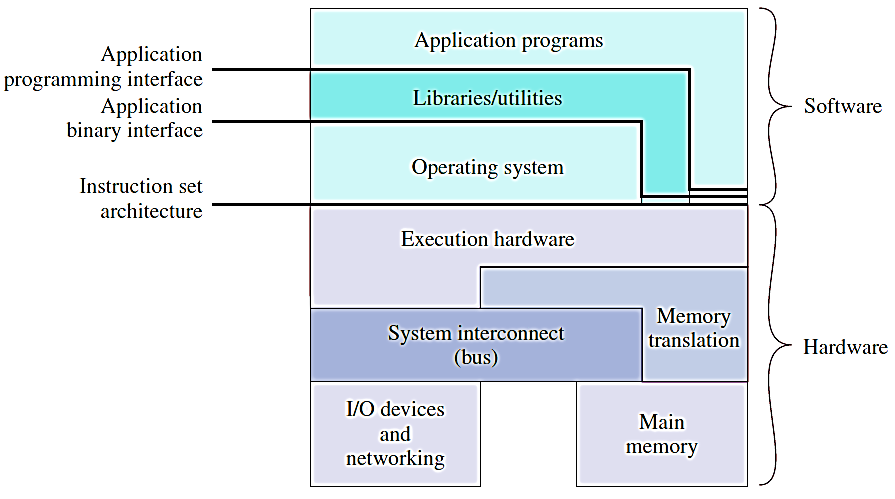 Application programs
Application
programming interface
Libraries/utilities
Application
binary interface
Software
Operating system
Instruction set
architecture
Execution hardware
Memory
translation
System interconnect
(bus)
Hardware
I/O devices
and
networking
Main
memory